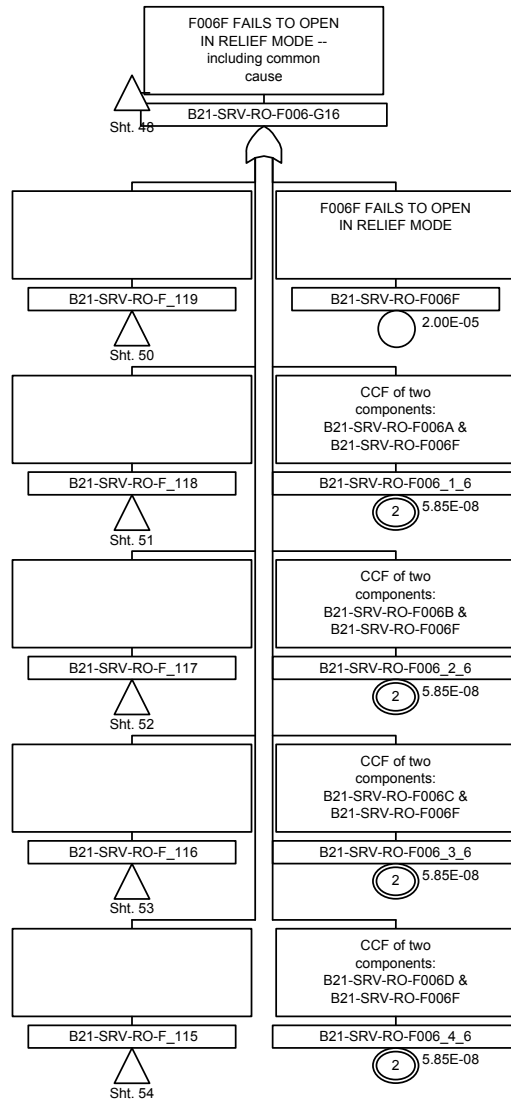 F006F FAILS TO OPEN
IN RELIEF MODE --
including common
cause
B21-SRV-RO-F006-G16
Sht. 48
F006F FAILS TO OPEN
IN RELIEF MODE
B21-SRV-RO-F_119
B21-SRV-RO-F006F
Sht. 50
2.00E-05
CCF of two
components:
B21-SRV-RO-F006A &
B21-SRV-RO-F006F
B21-SRV-RO-F_118
B21-SRV-RO-F006_1_6
Sht. 51
2
5.85E-08
CCF of two
components:
B21-SRV-RO-F006B &
B21-SRV-RO-F006F
B21-SRV-RO-F_117
B21-SRV-RO-F006_2_6
Sht. 52
2
5.85E-08
CCF of two
components:
B21-SRV-RO-F006C &
B21-SRV-RO-F006F
B21-SRV-RO-F_116
B21-SRV-RO-F006_3_6
Sht. 53
2
5.85E-08
CCF of two
components:
B21-SRV-RO-F006D &
B21-SRV-RO-F006F
B21-SRV-RO-F_115
B21-SRV-RO-F006_4_6
Sht. 54
2
5.85E-08